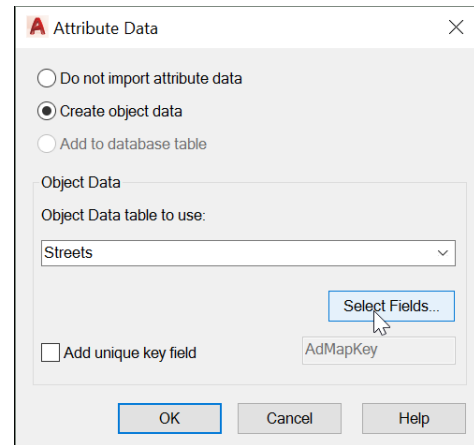 Attribute Data
Do not import attribute data
Create object data
Add to database table
Object Data
Object Data table to use:
Streets
Select Fields...
Add unique key field
AdMapKey
OK
Cancel
Help